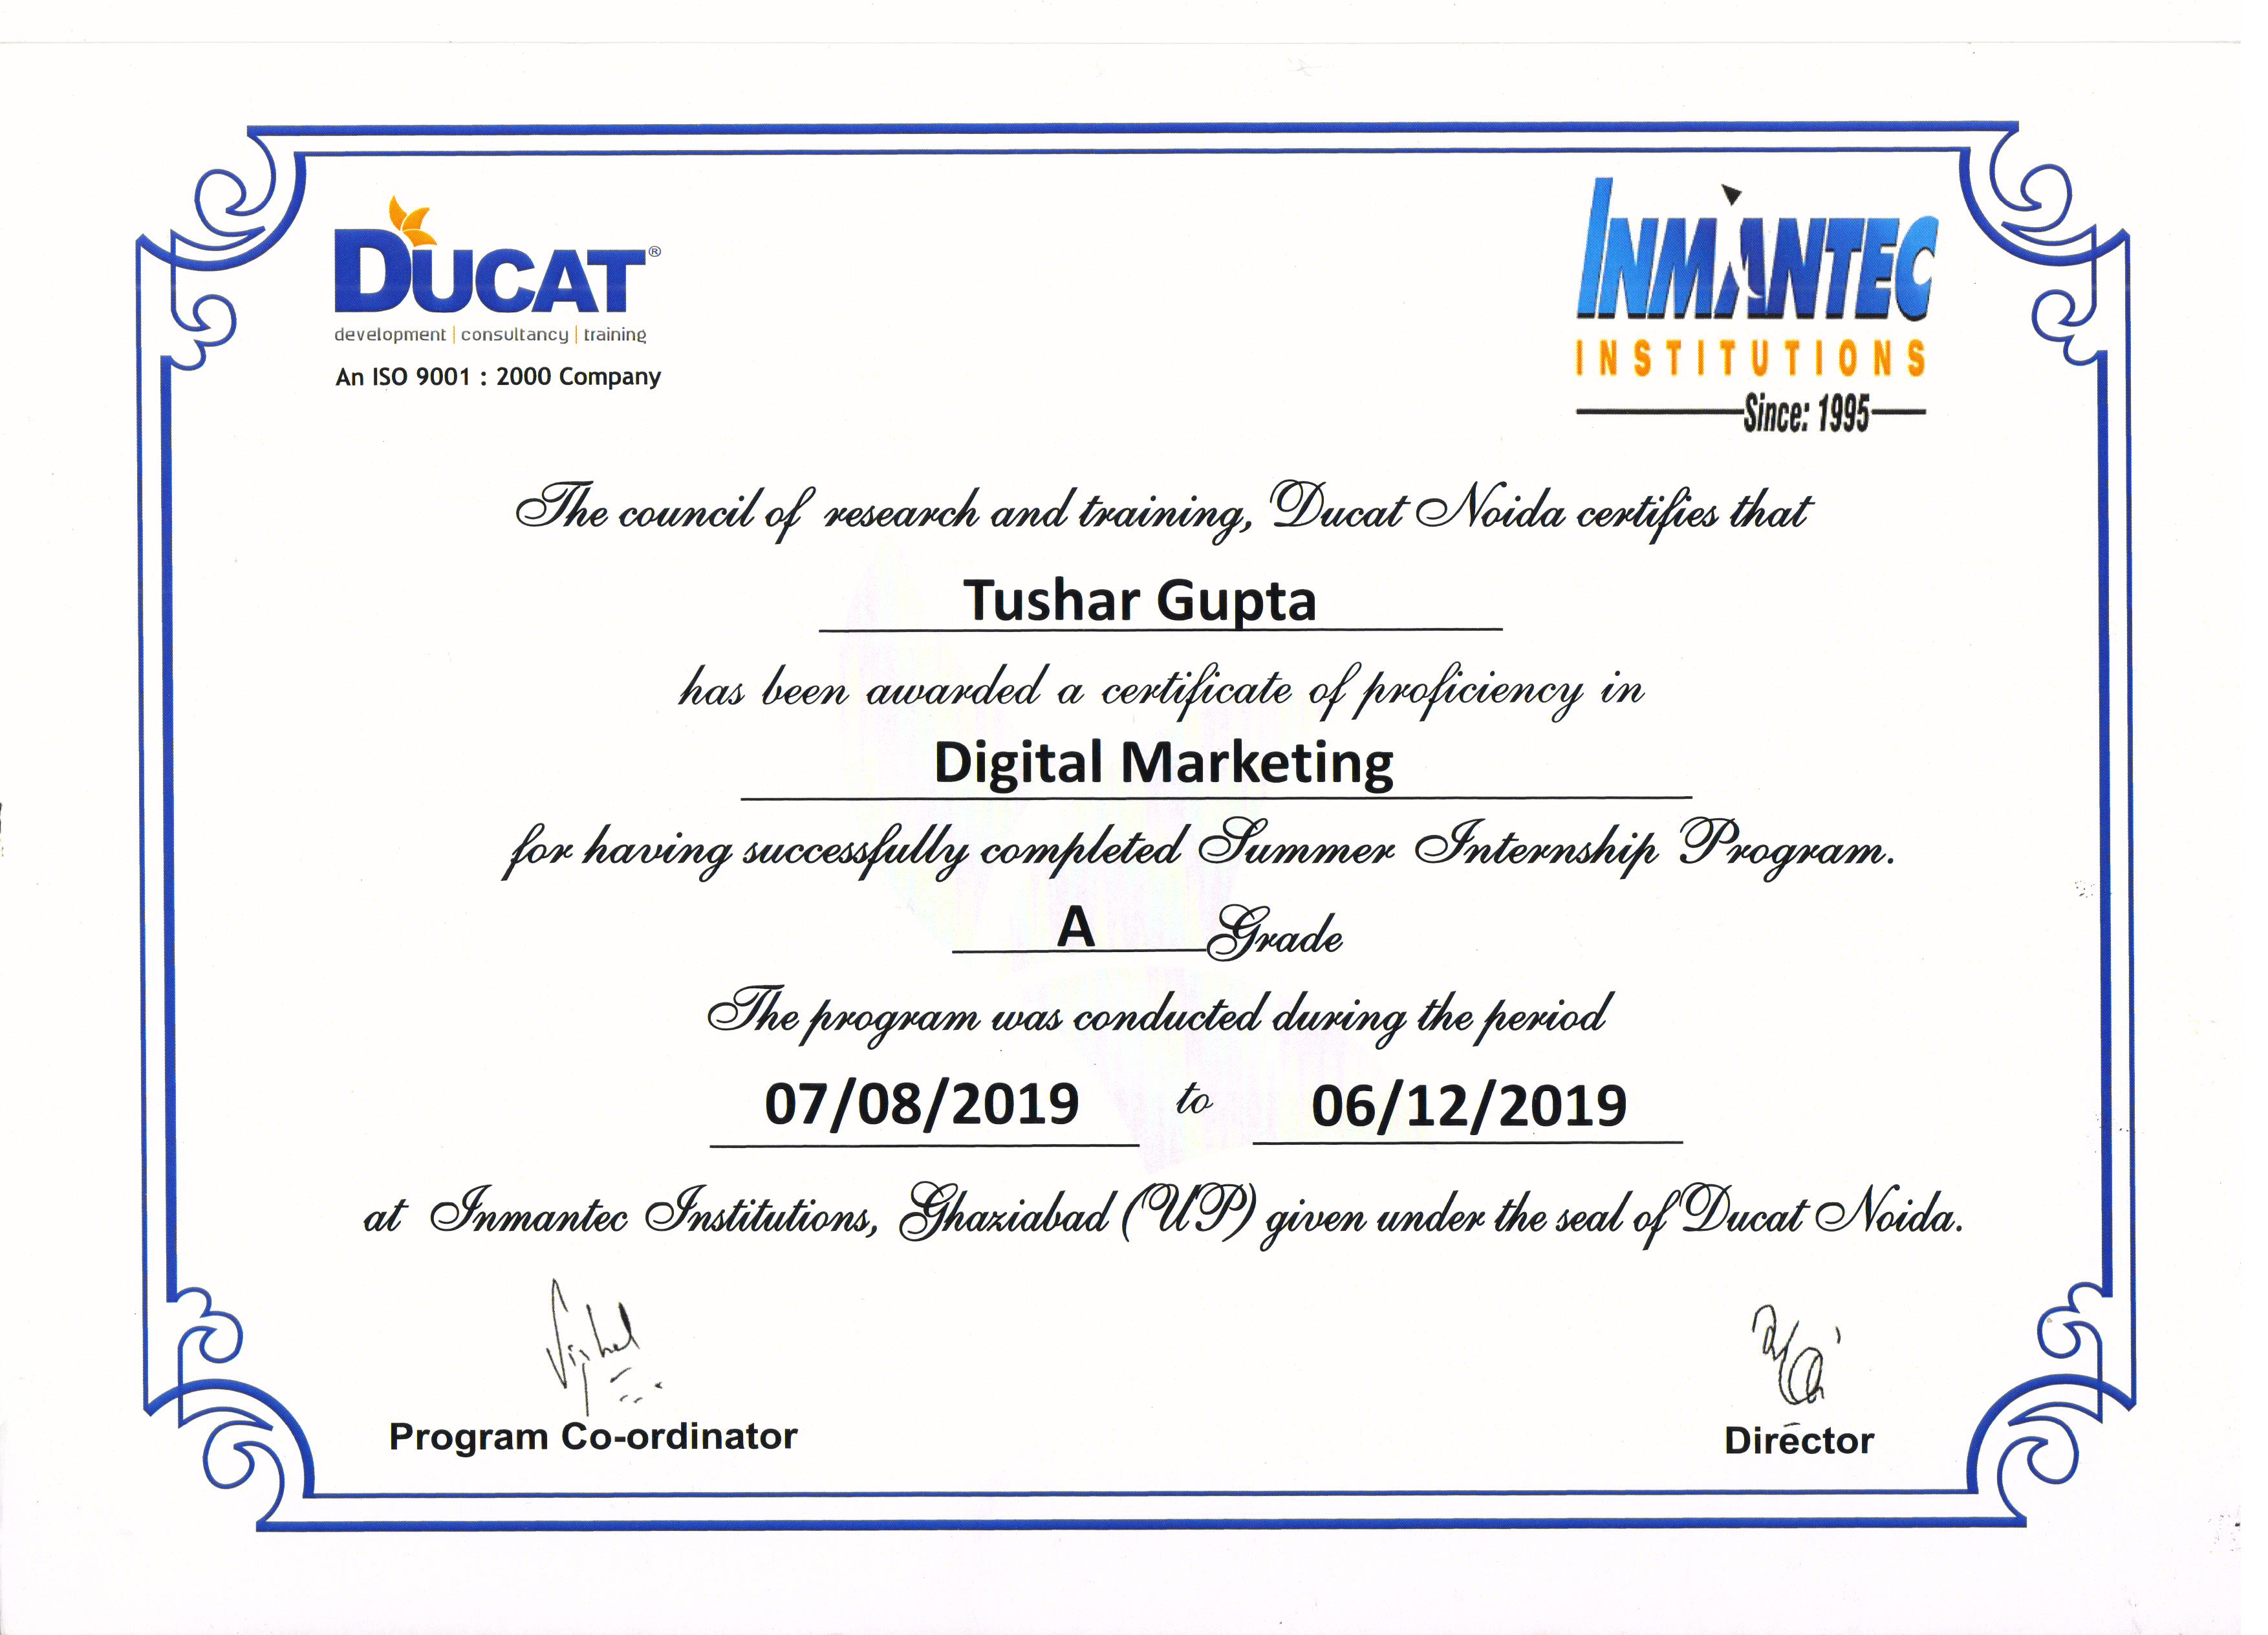 DUCAT®
development | consultancy | training
An ISO 9001 : 2000 Company
INMANTEC
INSTITUTIONS
Since: 1995
The council of research and training, Ducat Noida certifies that
Tushar Gupta
has been awarded a certificate of proficiency in
Digital Marketing
for having successfully completed Summer Internship Program.
A Grade
The program was conducted during the period
07/08/2019 to 06/12/2019
at Inmantec Institutions, Ghaziabad (UP) given under the seal of Ducat Noida.
Program Co-ordinator
Director